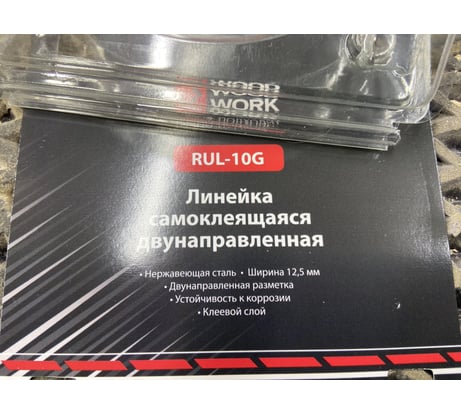 WOOD
WORK
RUL-10G
Линейка
самоклеящаяся
двунаправленная
• Нержавеющая сталь • Ширина 12,5 мм
• Двунаправленная разметка
• Устойчивость к коррозии
• Клеевой слой